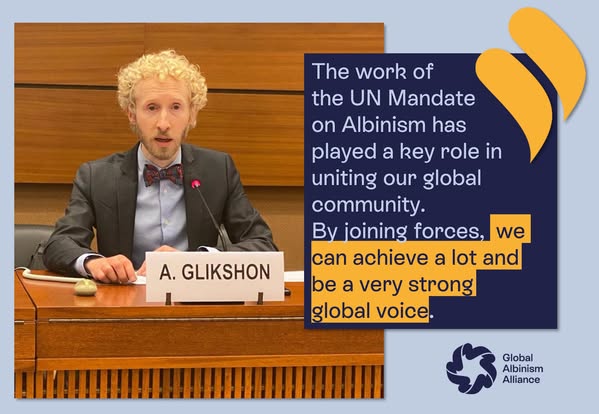 A. GLIKSHON
The work of
the UN Mandate
on Albinism has
played a key role in
uniting our global
community.
By joining forces, we
can achieve a lot and
be a very strong
global voice.
Global
Albinism
Alliance